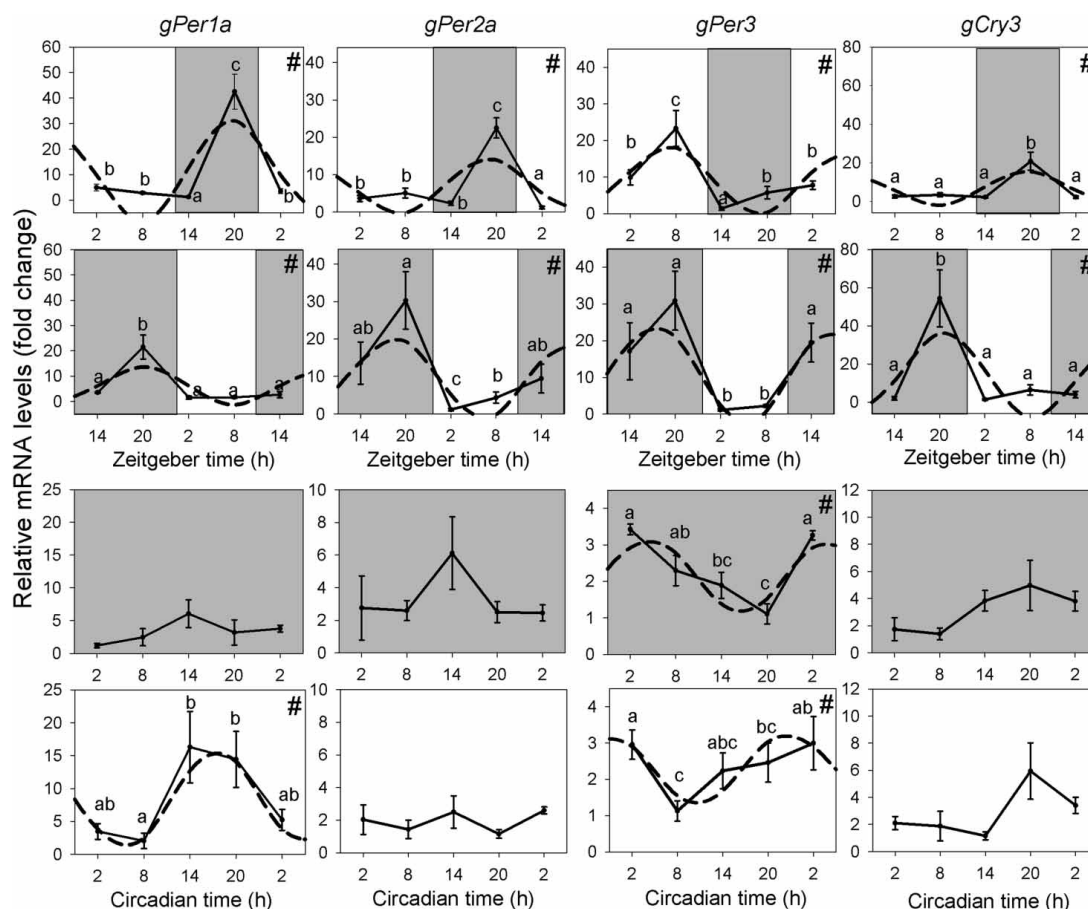 gPer1a gPer2a gPer3 gCry3
Relative mRNA levels (fold change)
60
50
40
30
20
10
0
b b a c b #
2 8 14 20 2
40
30
20
10
0
b b b c a #
2 8 14 20 2
40
30
20
10
0
b c a b b #
2 8 14 20 2
80
60
40
20
0
a a a b a #
2 8 14 20 2
60
50
40
30
20
10
0
a b a a a #
14 20 2 8 14
Zeitgeber time (h)
40
30
20
10
0
ab a c b ab #
14 20 2 8 14
Zeitgeber time (h)
40
30
20
10
0
a a b b a #
14 20 2 8 14
Zeitgeber time (h)
80
60
40
20
0
a b a a a #
14 20 2 8 14
Zeitgeber time (h)
25
20
15
10
5
0
2 8 14 20 2
10
8
6
4
2
0
2 8 14 20 2
4
3
2
1
0
a ab bc c a #
2 8 14 20 2
12
10
8
6
4
2
0
2 8 14 20 2
25
20
15
10
5
0
ab a b b ab #
2 8 14 20 2
Circadian time (h)
10
8
6
4
2
0
2 8 14 20 2
Circadian time (h)
4
3
2
1
0
a c abc bc ab #
2 8 14 20 2
Circadian time (h)
12
10
8
6
4
2
0
2 8 14 20 2
Circadian time (h)